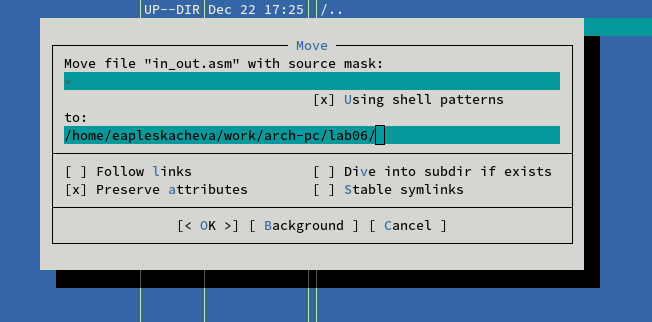 UP--DIR Dec 22 17:25 /..
Move
Move file "in_out.asm" with source mask:
*
[x] Using shell patterns
to:
/home/eapleskacheva/work/arch-pc/lab06/
[ ] Follow links [ ] Dive into subdir if exists
[x] Preserve attributes [ ] Stable symlinks
[< OK >] [ Background ] [ Cancel ]